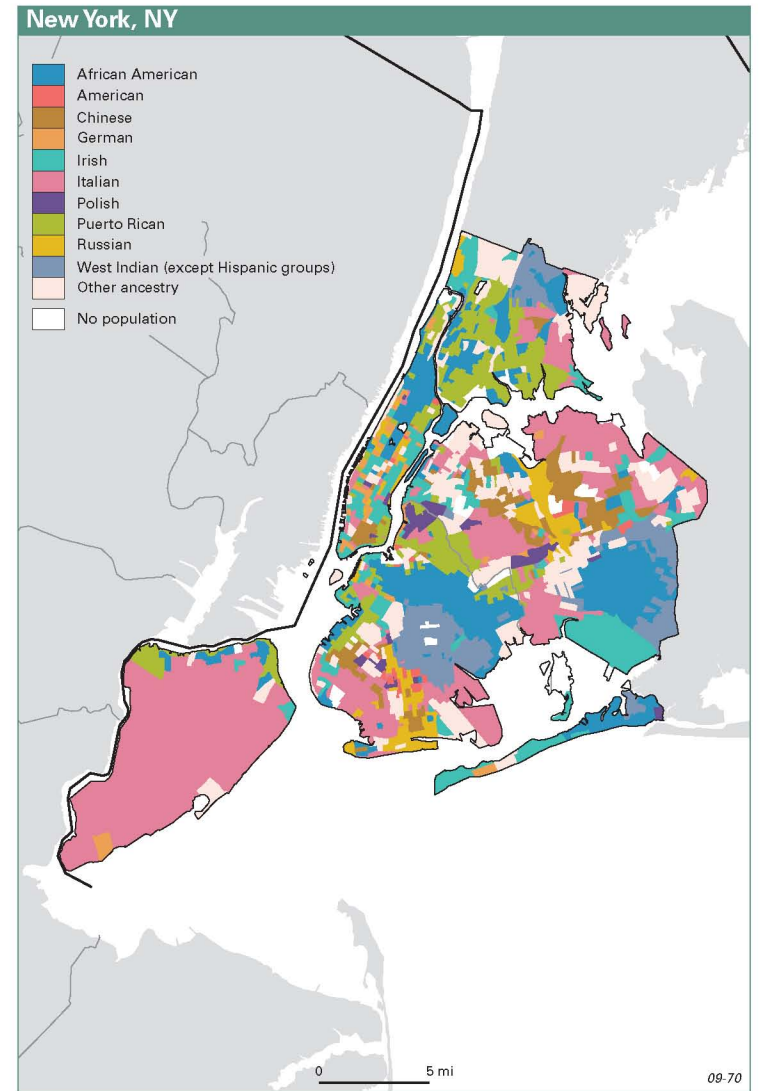 New York, NY
African American
American
Chinese
German
Irish
Italian
Polish
Puerto Rican
Russian
West Indian (except Hispanic groups)
Other ancestry
No population
0 5 mi
09-70